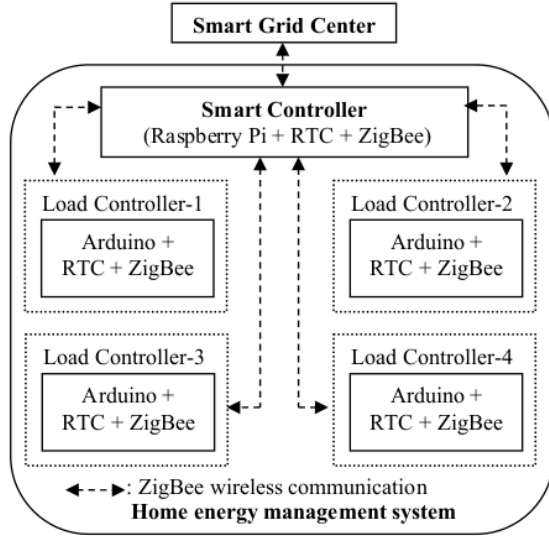 Smart Grid Center
Smart Controller
(Raspberry Pi + RTC + ZigBee)
Load Controller-1
Arduino +
RTC + ZigBee
Load Controller-2
Arduino +
RTC + ZigBee
Load Controller-3
Arduino +
RTC + ZigBee
Load Controller-4
Arduino +
RTC + ZigBee
: ZigBee wireless communication
Home energy management system